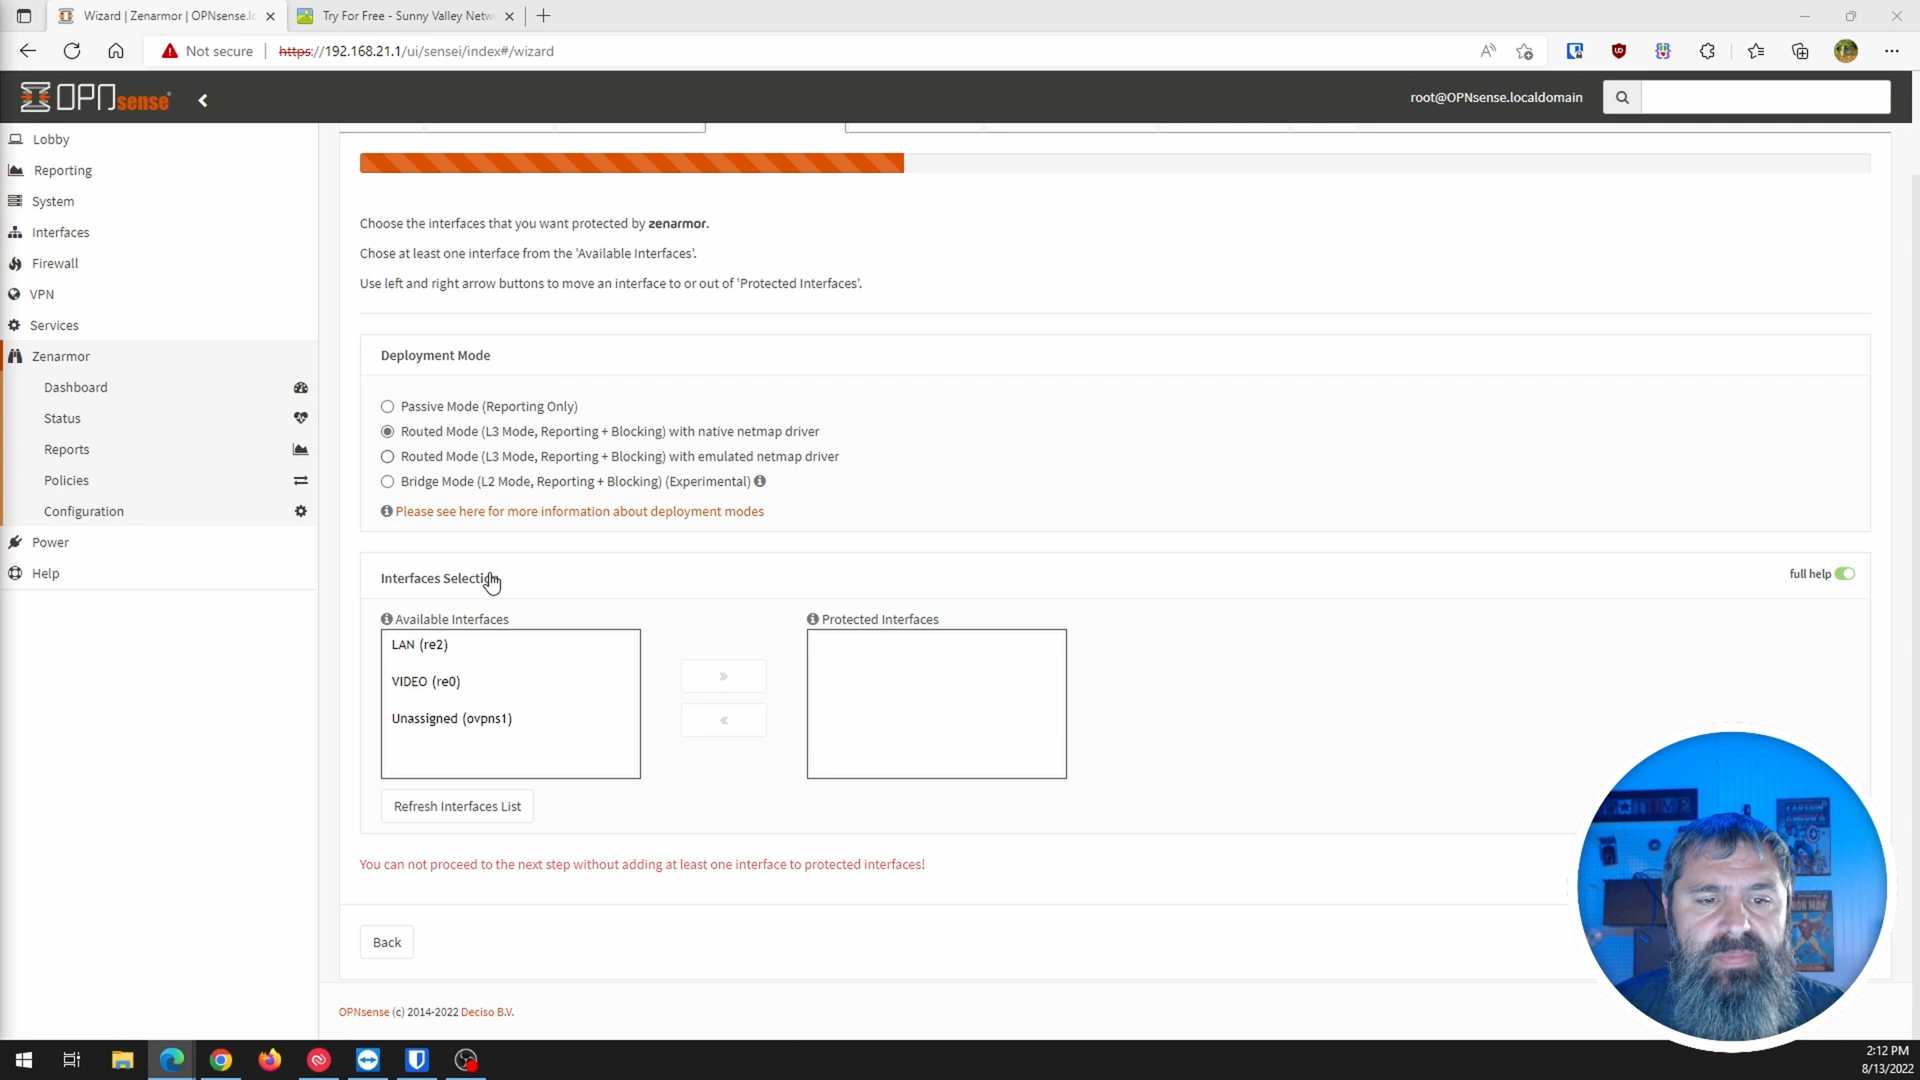 Wizard | Zenarmor | OPNsense.lo
Try For Free - Sunny Valley Netw
Not secure
https://192.168.21.1/ui/sensei/index#/wizard
OPNsense
root@OPNsense.localdomain
Lobby
Reporting
System
Interfaces
Firewall
VPN
Services
Zenarmor
Dashboard
Status
Reports
Policies
Configuration
Power
Help
Choose the interfaces that you want protected by zenarmor.
Chose at least one interface from the 'Available Interfaces'.
Use left and right arrow buttons to move an interface to or out of 'Protected Interfaces'.
Deployment Mode
Passive Mode (Reporting Only)
Routed Mode (L3 Mode, Reporting + Blocking) with native netmap driver
Routed Mode (L3 Mode, Reporting + Blocking) with emulated netmap driver
Bridge Mode (L2 Mode, Reporting + Blocking) (Experimental)
Please see here for more information about deployment modes
Interfaces Selection
full help
Available Interfaces
Protected Interfaces
LAN (re2)
VIDEO (re0)
Unassigned (ovpns1)
»
«
Refresh Interfaces List
You can not proceed to the next step without adding at least one interface to protected interfaces!
Back
OPNsense (c) 2014-2022 Deciso B.V.
2:12 PM
8/13/2022